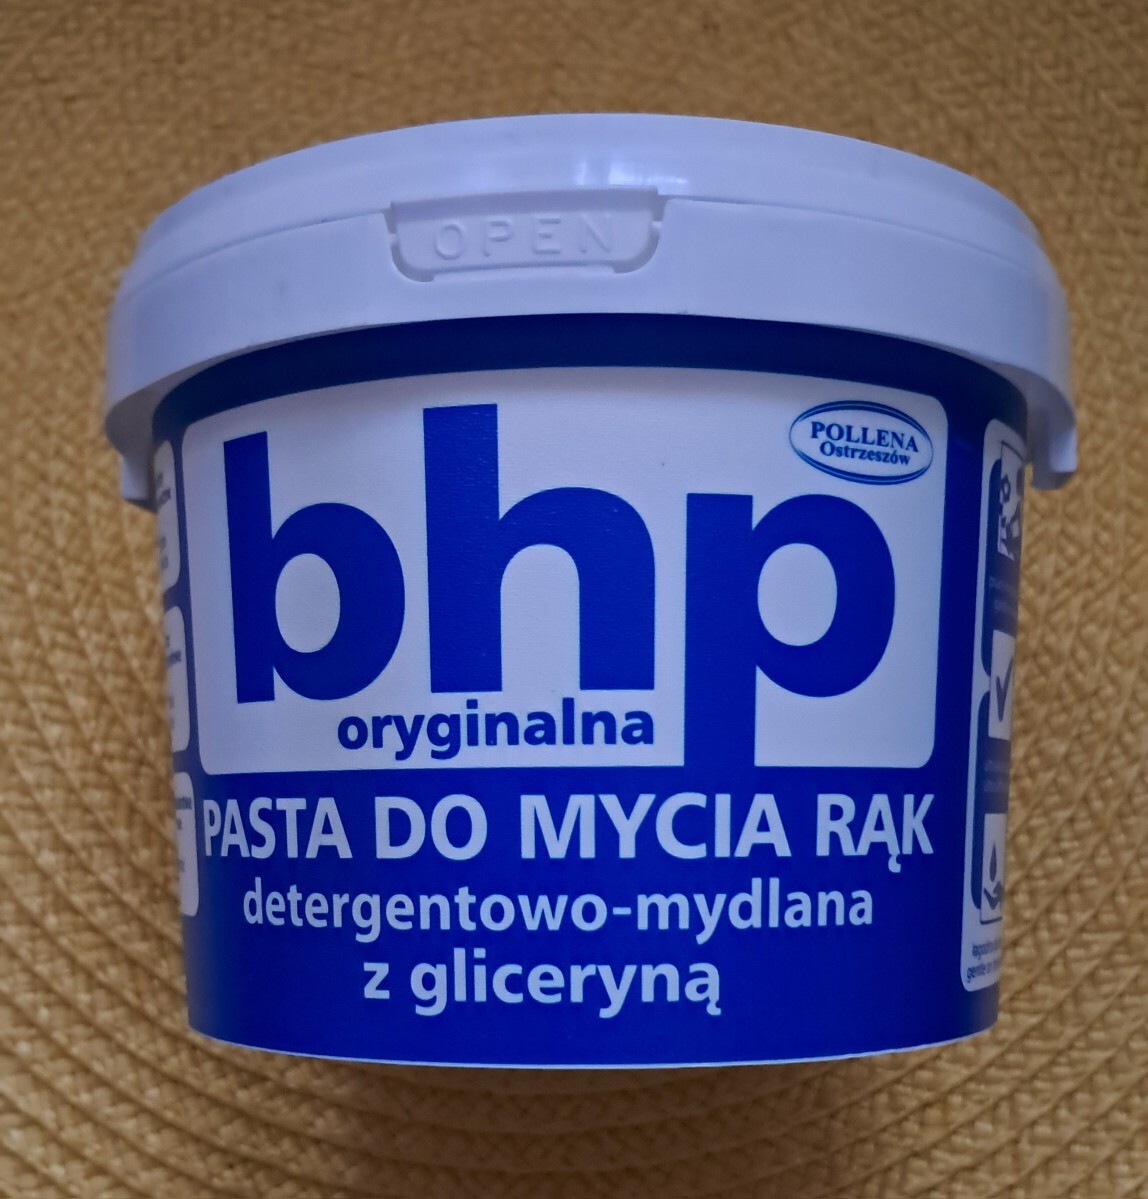 OPEN
POLLENA
Ostrzeszów
bhp
oryginalna
PASTA DO MYCIA RĄK
detergentowo-mydlana
z gliceryną